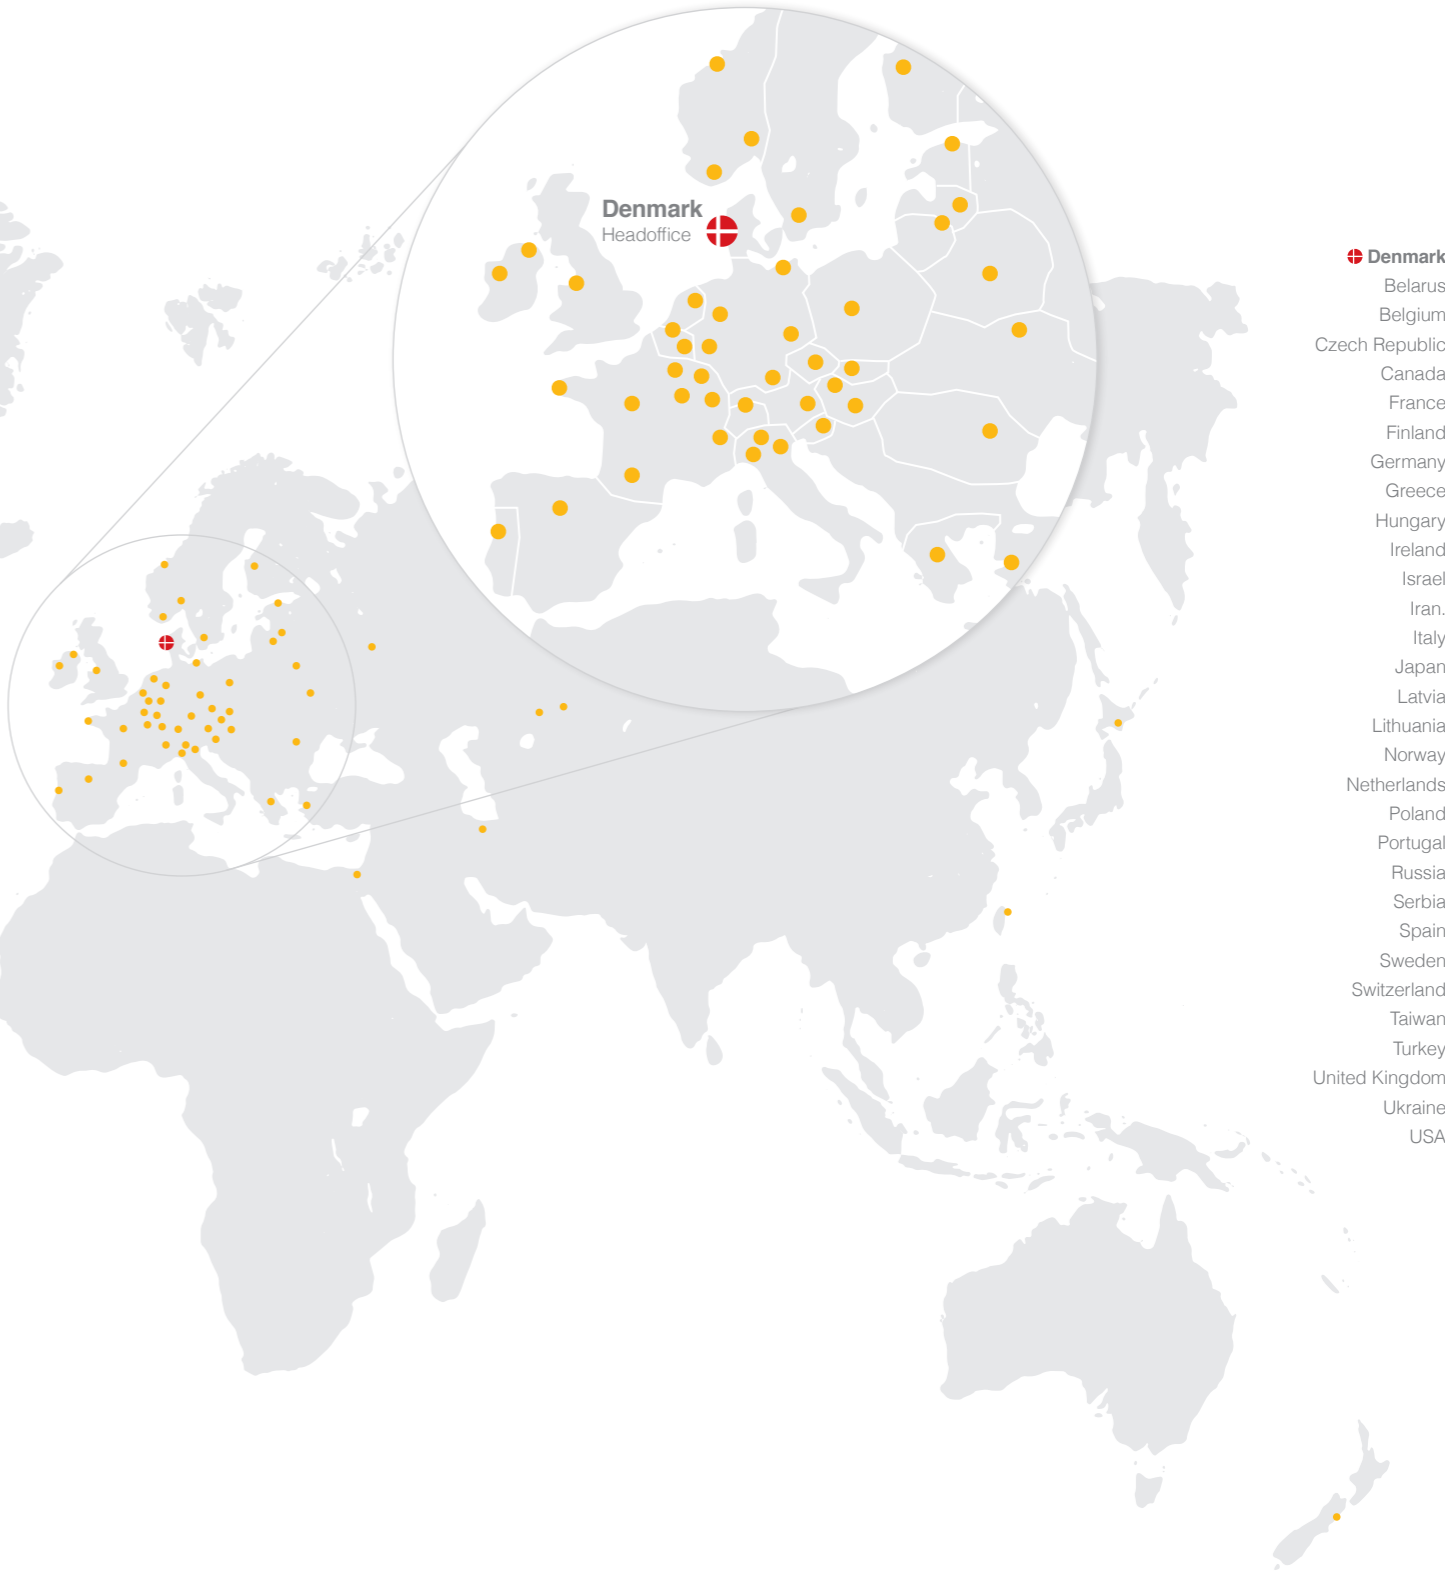 Denmark
Headoffice
Denmark
Belarus
Belgium
Czech Republic
Canada
France
Finland
Germany
Greece
Hungary
Ireland
Israel
Iran.
Italy
Japan
Latvia
Lithuania
Norway
Netherlands
Poland
Portugal
Russia
Serbia
Spain
Sweden
Switzerland
Taiwan
Turkey
United Kingdom
Ukraine
USA